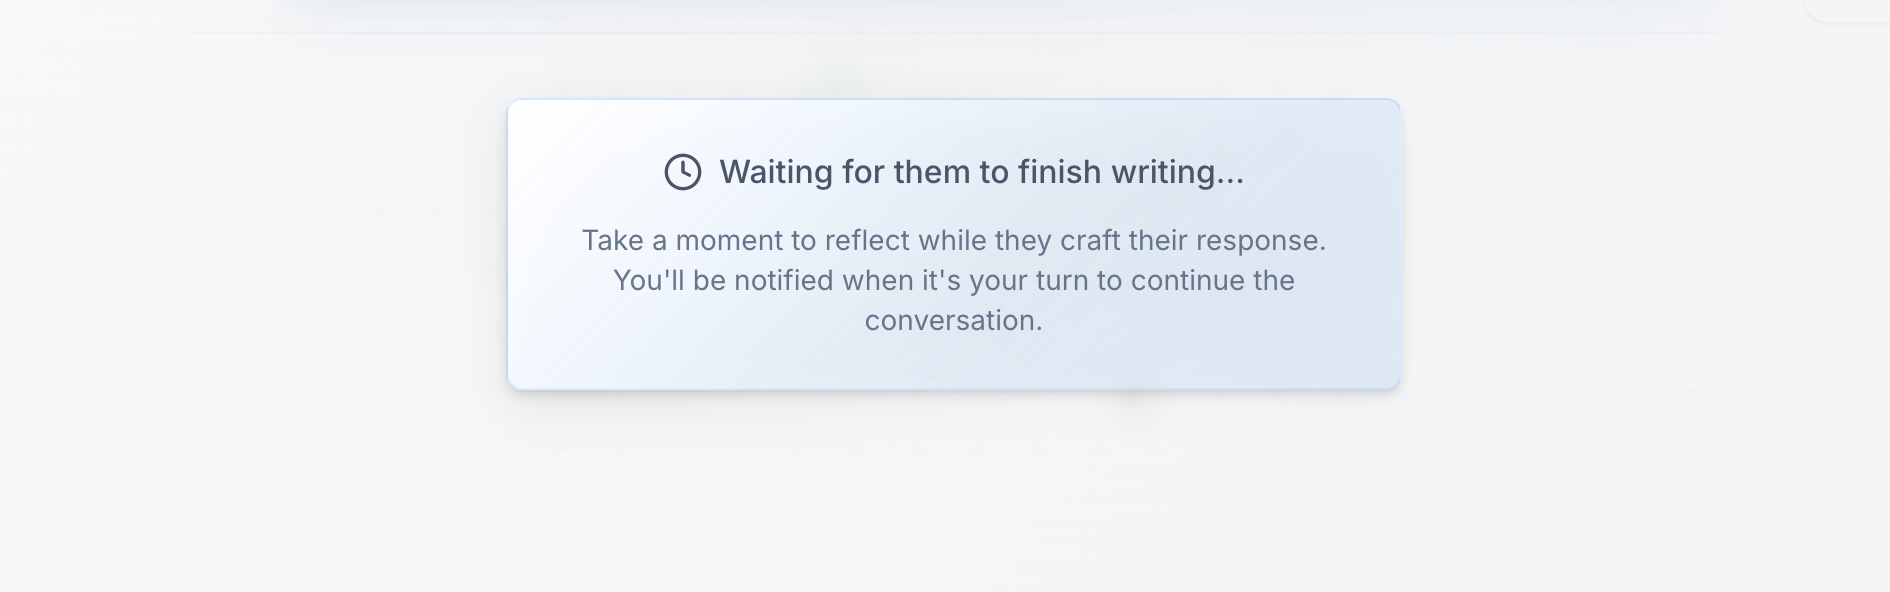 Waiting for them to finish writing...
Take a moment to reflect while they craft their response.
You'll be notified when it's your turn to continue the
conversation.